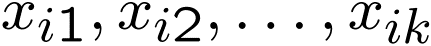 x_{i1}, x_{i2}, . . . , x_{ik}